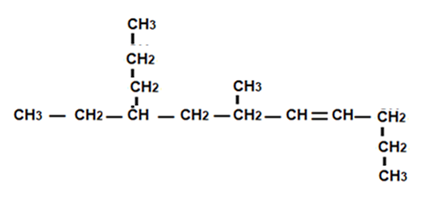 CH3
CH2
CH2 CH3
CH3 — CH2 — CH — CH2 — CH2 — CH = CH — CH2
CH2
CH3